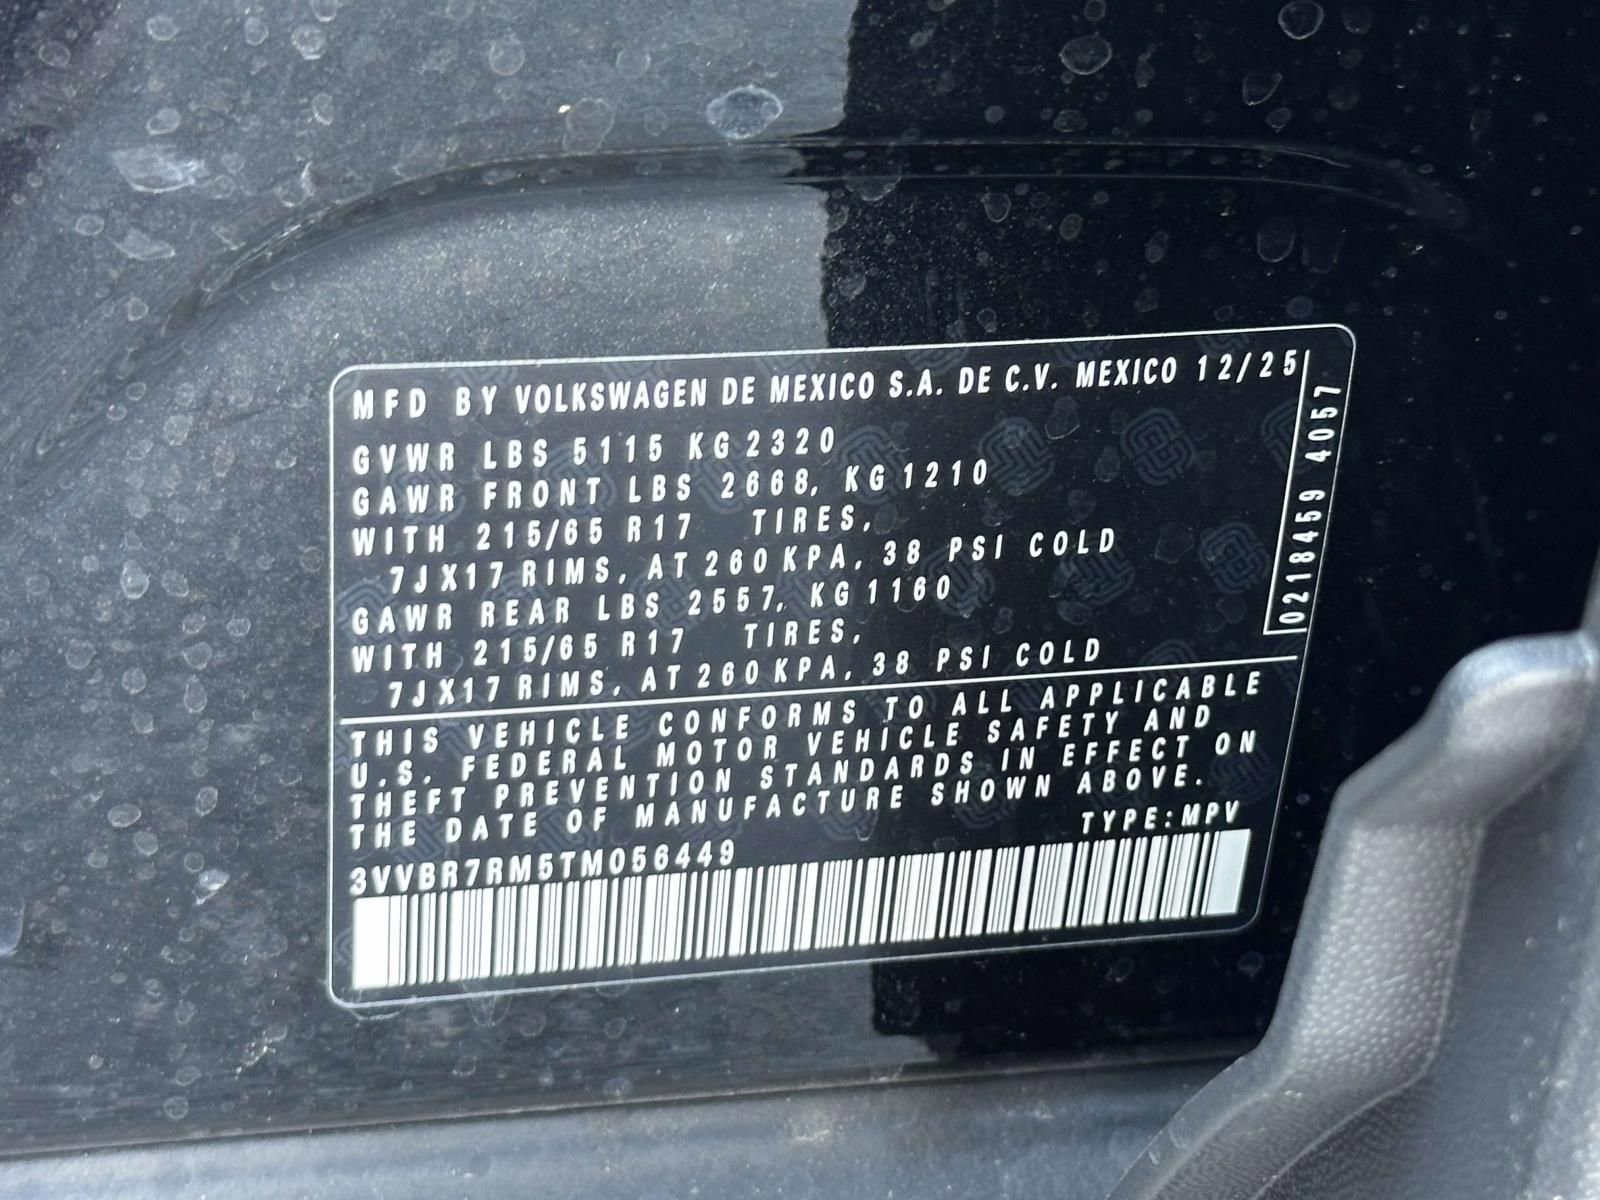 MFD BY VOLKSWAGEN DE MEXICO S.A. DE C.V. MEXICO 12/25
GVWR LBS 5115 KG 2320
GAWR FRONT LBS 2668, KG 1210
WITH 215/65 R17 TIRES,
7JX17 RIMS, AT 260 KPA, 38 PSI COLD
GAWR REAR LBS 2557, KG 1160
WITH 215/65 R17 TIRES,
7JX17 RIMS, AT 260 KPA, 38 PSI COLD
0218459 4057
THIS VEHICLE CONFORMS TO ALL APPLICABLE
U.S. FEDERAL MOTOR VEHICLE SAFETY AND
THEFT PREVENTION STANDARDS IN EFFECT ON
THE DATE OF MANUFACTURE SHOWN ABOVE.
TYPE:MPV
3VVBR7RM5TM056449